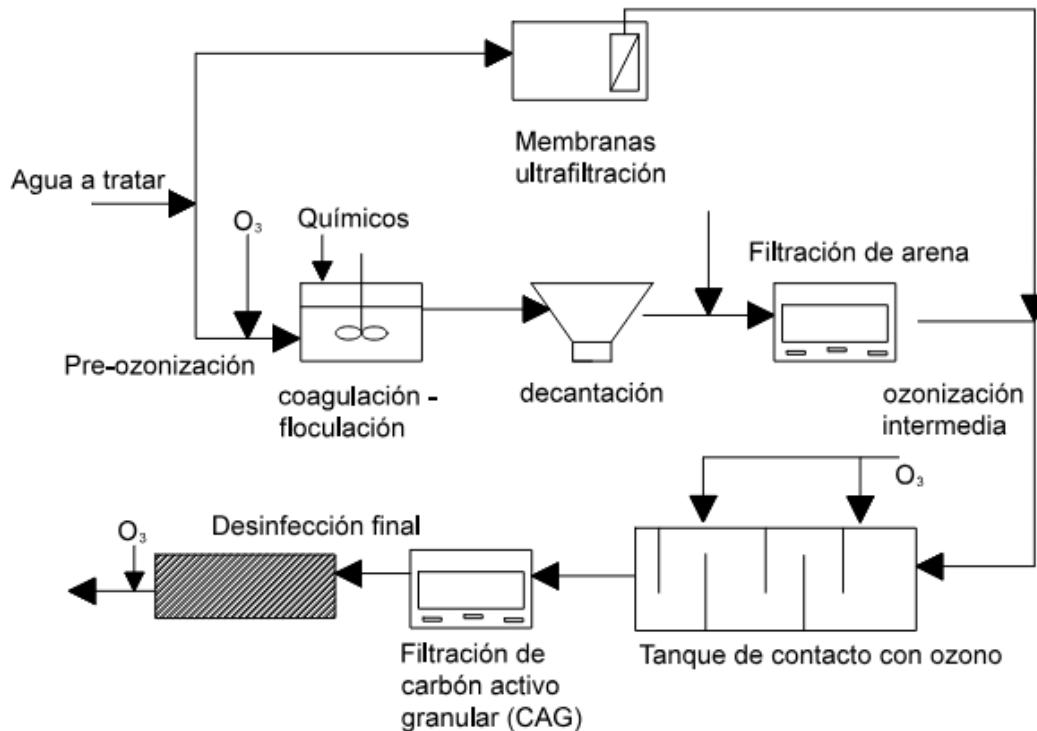 Membranas
ultrafiltración
Agua a tratar
O₃
Químicos
Filtración de arena
Pre-ozonización
coagulación -
floculación
decantación
ozonización
intermedia
O₃
Desinfección final
O₃
Filtración de
carbón activo
granular (CAG)
Tanque de contacto con ozono